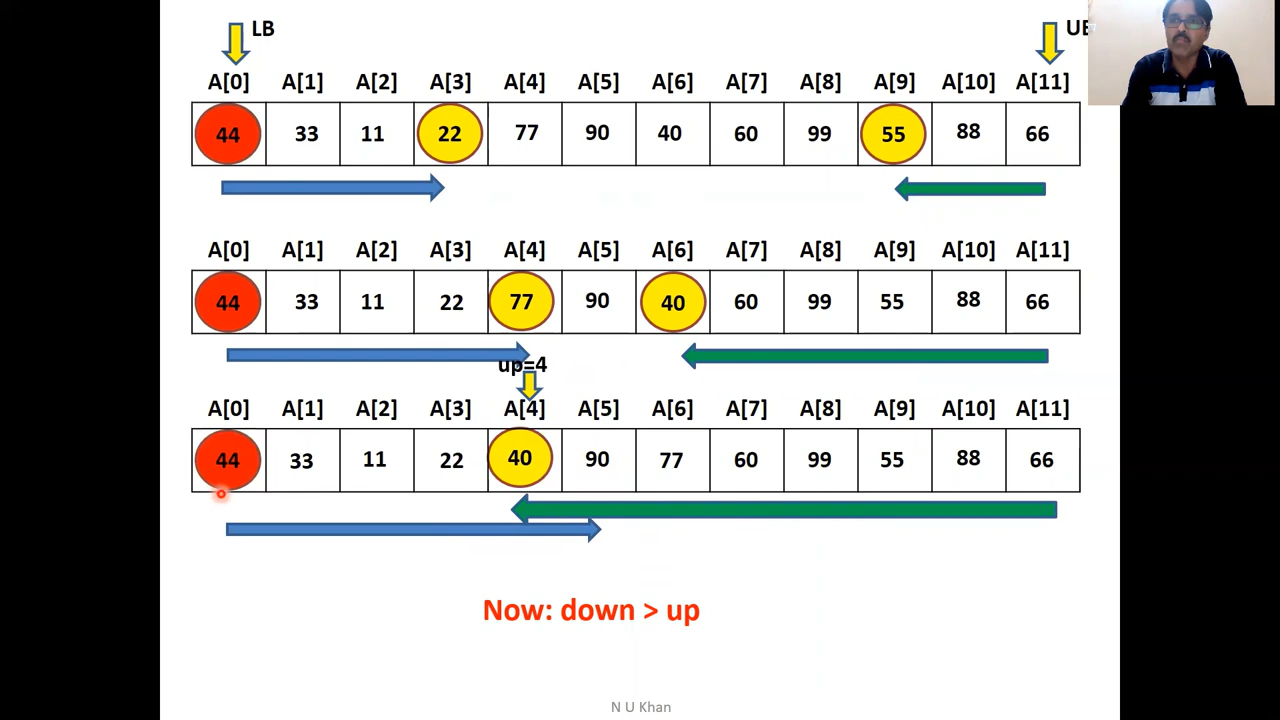 LB
A[0] A[1] A[2] A[3] A[4] A[5] A[6] A[7] A[8] A[9] A[10] A[11]
44 33 11 22 77 90 40 60 99 55 88 66
A[0] A[1] A[2] A[3] A[4] A[5] A[6] A[7] A[8] A[9] A[10] A[11]
44 33 11 22 77 90 40 60 99 55 88 66
up=4
A[0] A[1] A[2] A[3] A[4] A[5] A[6] A[7] A[8] A[9] A[10] A[11]
44 33 11 22 40 90 77 60 99 55 88 66
Now: down > up
N U Khan